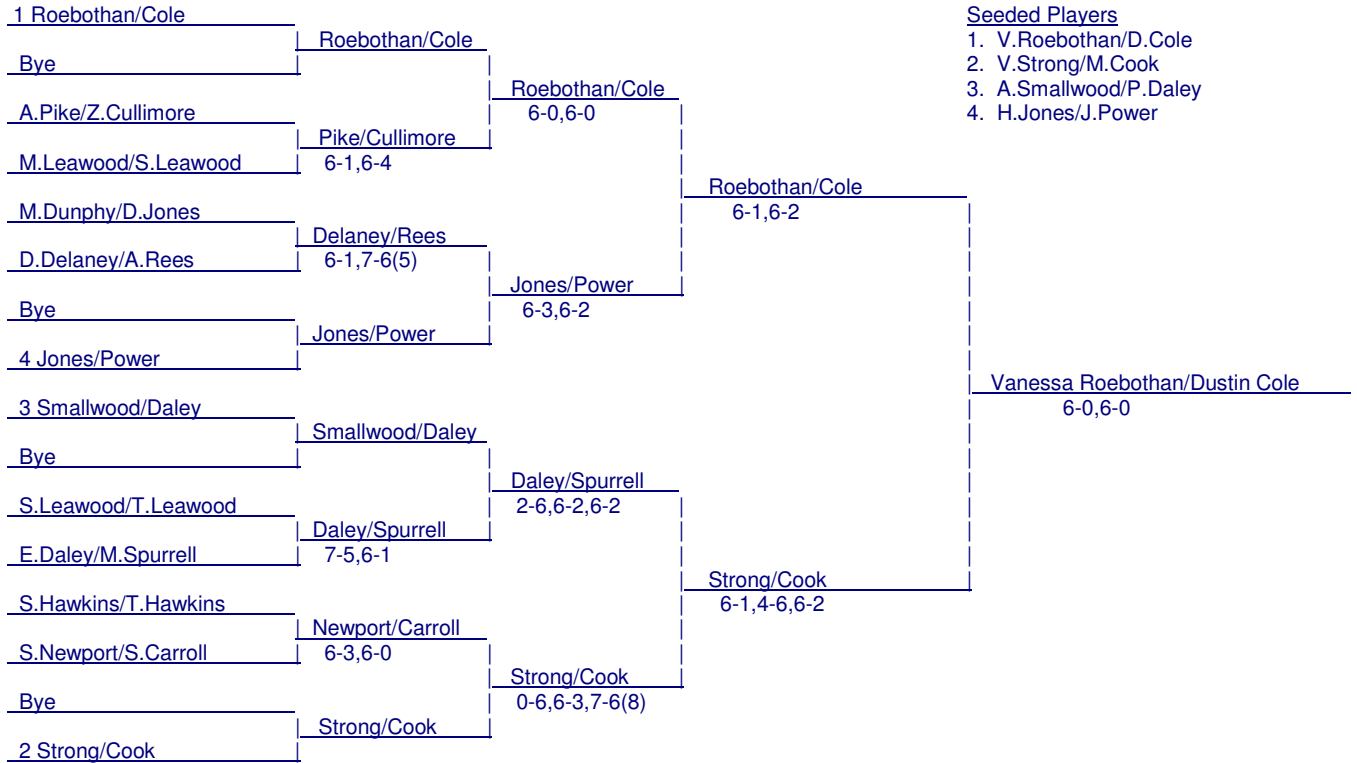 1 Roebothan/Cole
Bye
A.Pike/Z.Cullimore
M.Leawood/S.Leawood
M.Dunphy/D.Jones
D.Delaney/A.Rees
Bye
4 Jones/Power
3 Smallwood/Daley
Bye
S.Leawood/T.Leawood
E.Daley/M.Spurrell
S.Hawkins/T.Hawkins
S.Newport/S.Carroll
Bye
2 Strong/Cook
Roebothan/Cole
Pike/Cullimore
6-1,6-4
Delaney/Rees
6-1,7-6(5)
Jones/Power
Smallwood/Daley
Daley/Spurrell
7-5,6-1
Newport/Carroll
6-3,6-0
Strong/Cook
Roebothan/Cole
6-0,6-0
Jones/Power
6-3,6-2
Daley/Spurrell
2-6,6-2,6-2
Strong/Cook
0-6,6-3,7-6(8)
Roebothan/Cole
6-1,6-2
Strong/Cook
6-1,4-6,6-2
Vanessa Roebothan/Dustin Cole
6-0,6-0
Seeded Players
1. V.Roebothan/D.Cole
2. V.Strong/M.Cook
3. A.Smallwood/P.Daley
4. H.Jones/J.Power